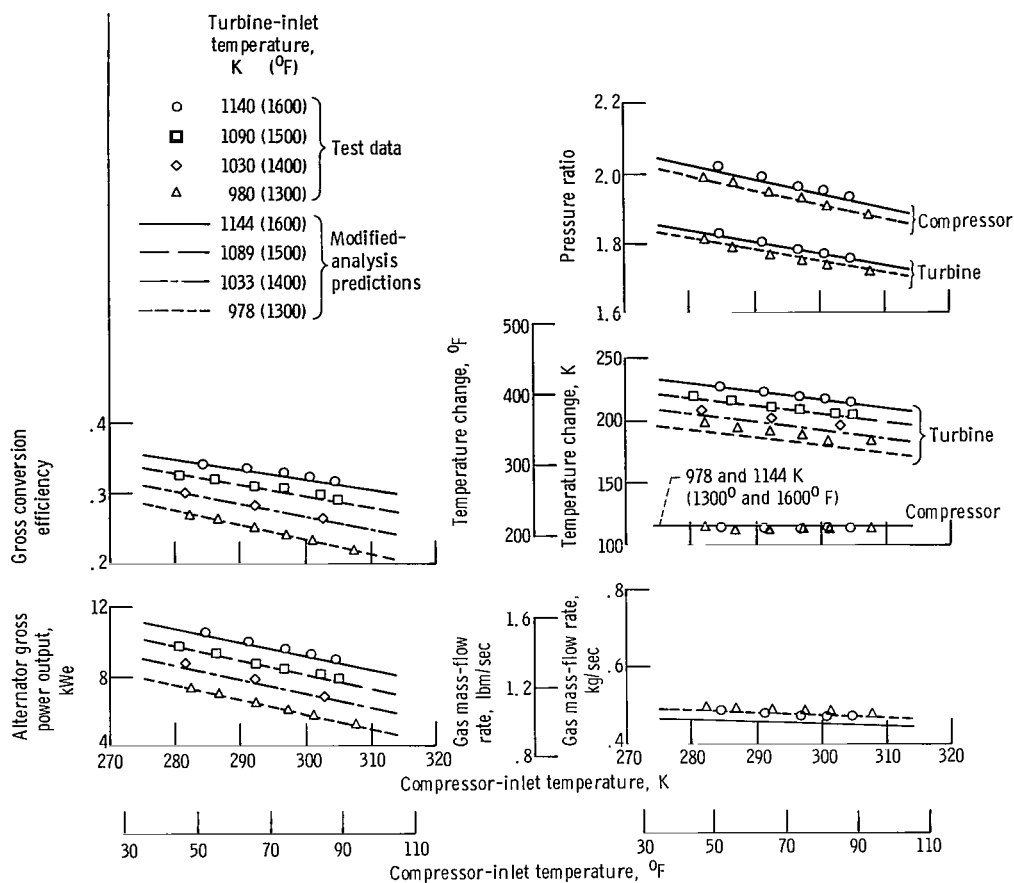 Turbine-inlet
temperature,
K (°F)
1140 (1600)
1090 (1500)
1030 (1400)
980 (1300)
Test data
1144 (1600)
1089 (1500)
1033 (1400)
978 (1300)
Modified-
analysis
predictions
Gross conversion
efficiency
.4
.3
.2
Alternator gross
power output,
kWe
12
8
4
270 280 290 300 310 320
Pressure ratio
2.2
2.0
1.8
1.6
Compressor
Turbine
Temperature change, °F
500
400
300
200
Temperature change, K
250
200
150
100
Turbine
978 and 1144 K
(1300° and 1600° F)
Compressor
Gas mass-flow
rate, lbm/sec
1.6
1.2
.8
Gas mass-flow rate,
kg/sec
.8
.6
.4
270 280 290 300 310 320
Compressor-inlet temperature, K
30 50 70 90 110
30 50 70 90 110
Compressor-inlet temperature, °F